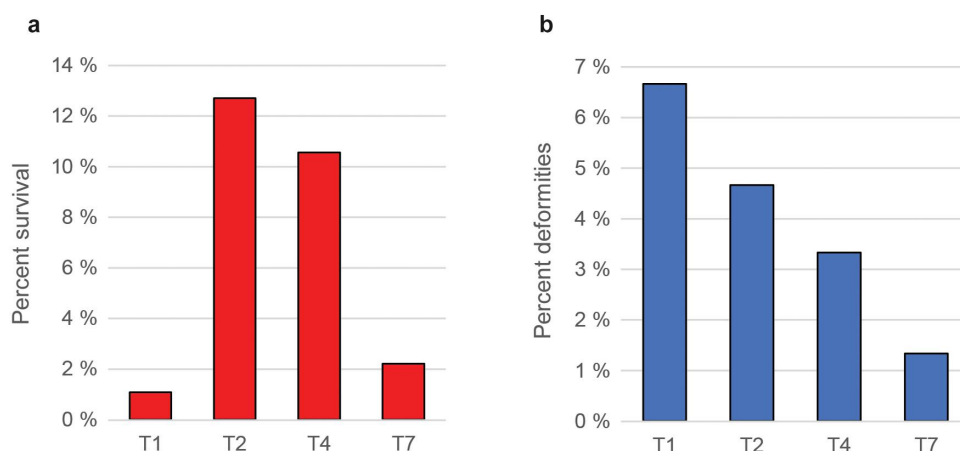 a
Percent survival
14 %
12 %
10 %
8 %
6 %
4 %
2 %
0 %
T1 T2 T4 T7
b
Percent deformities
7 %
6 %
5 %
4 %
3 %
2 %
1 %
0 %
T1 T2 T4 T7